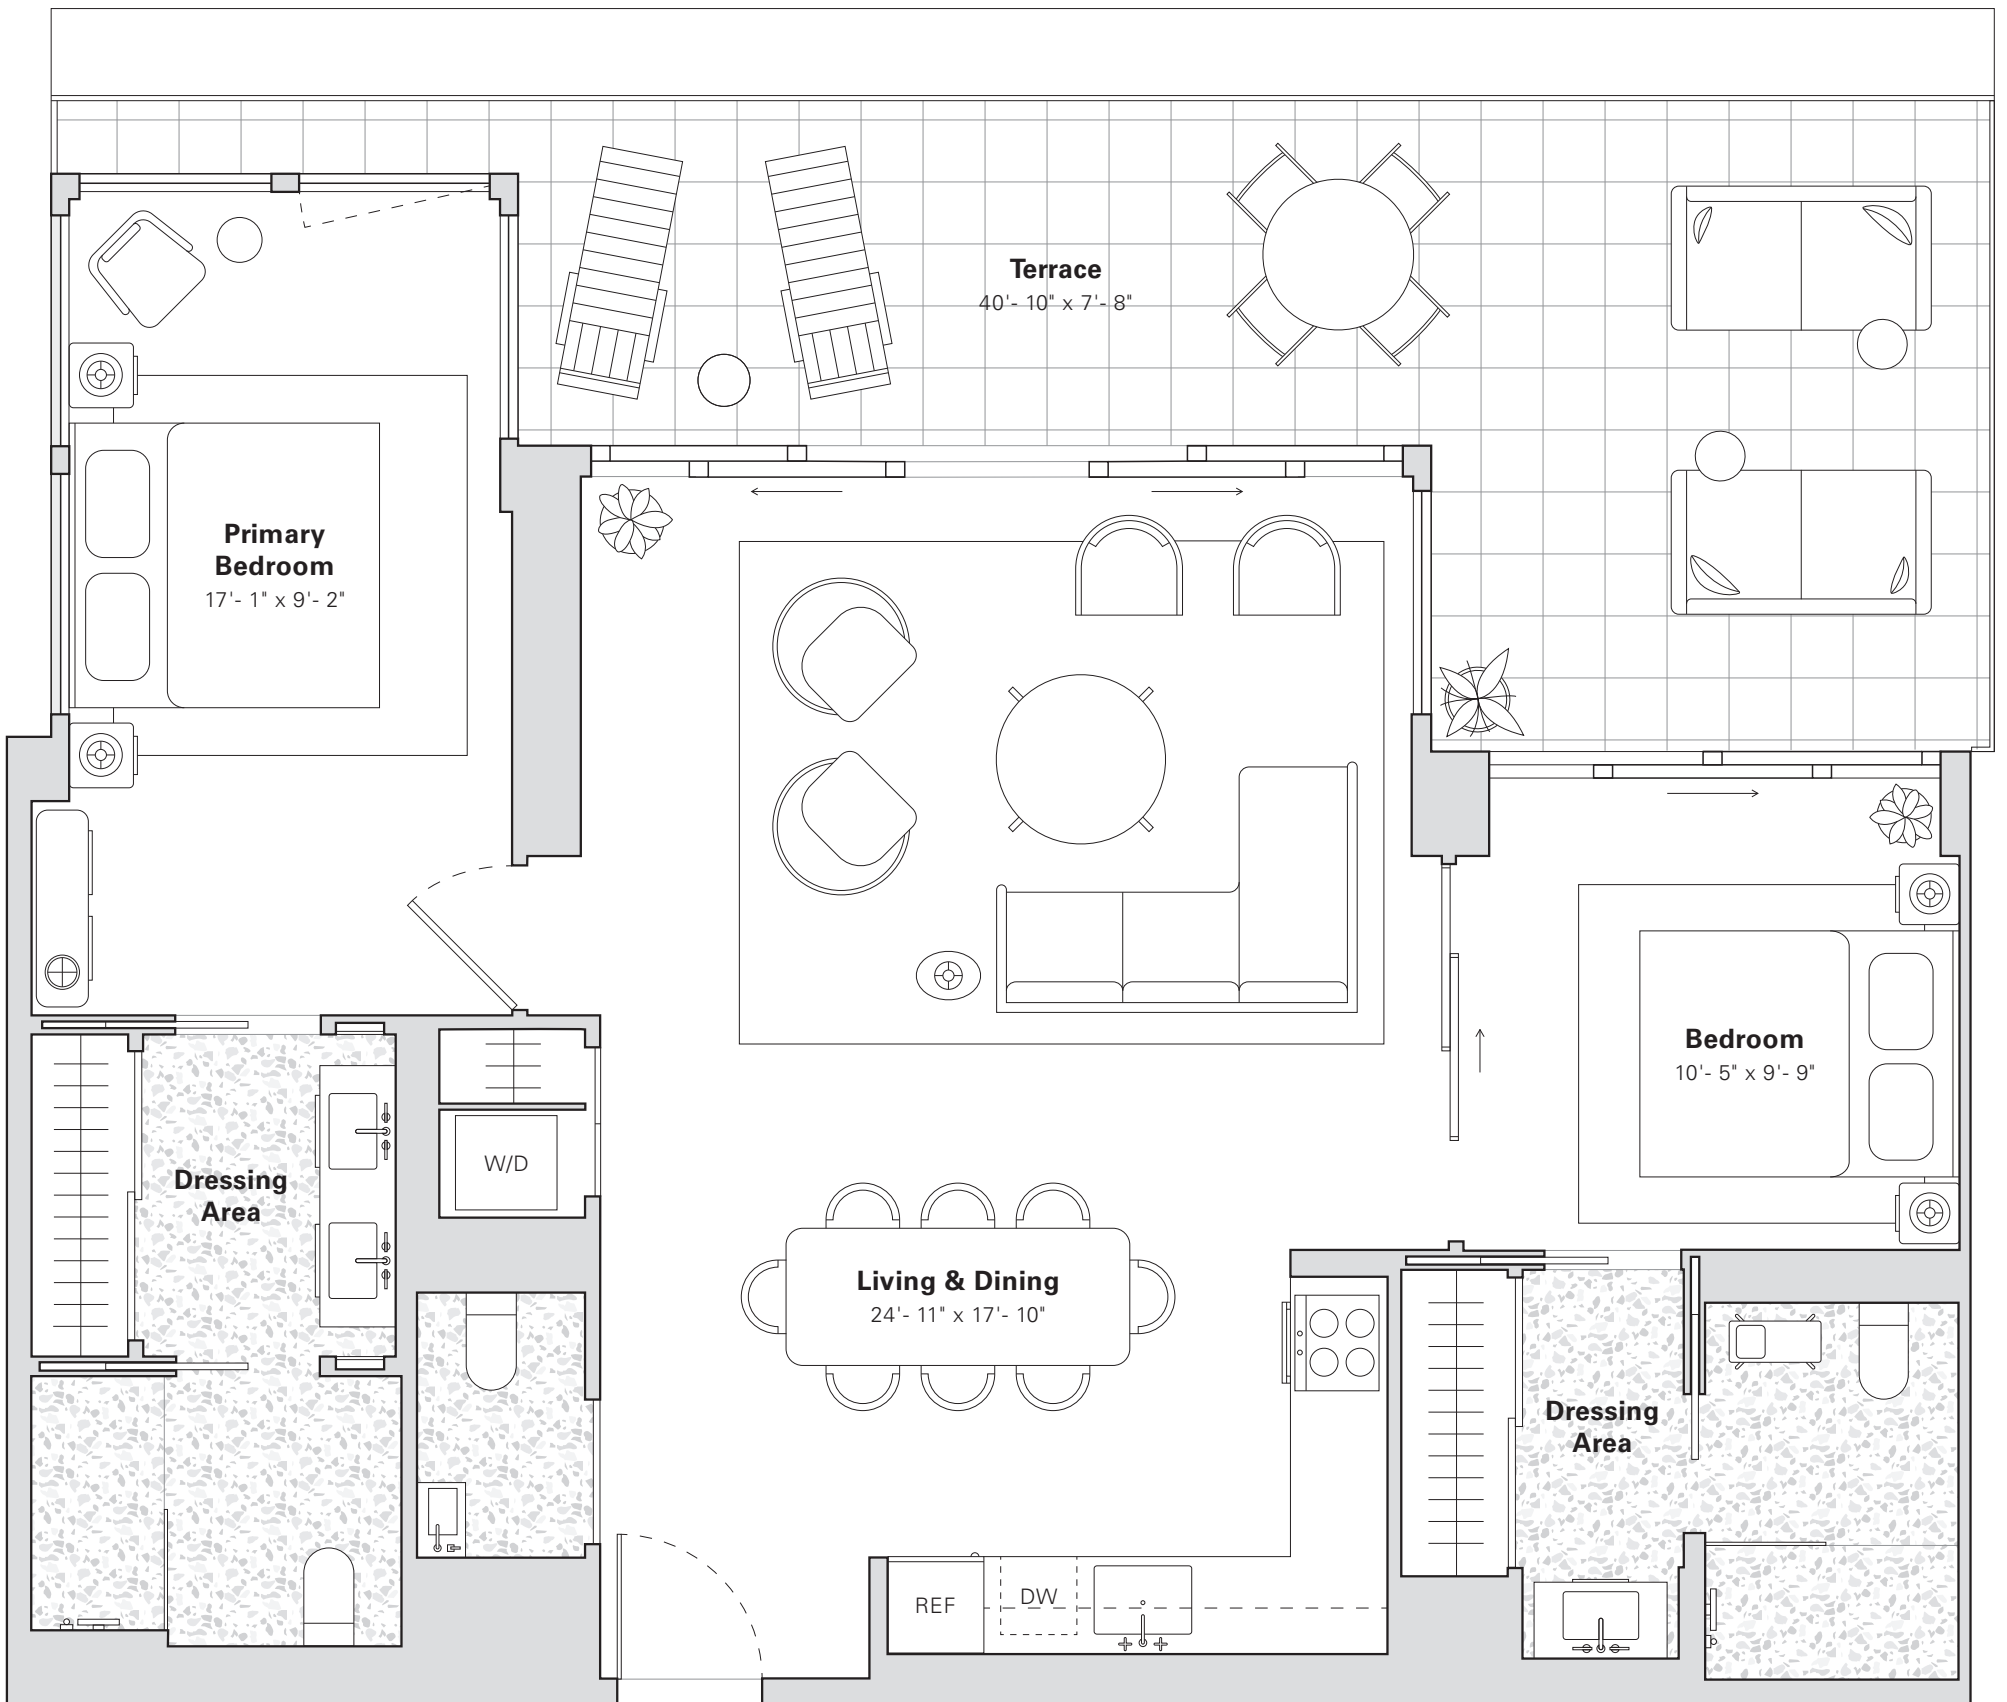 Terrace
40'- 10" x 7'- 8"
Primary
Bedroom
17'- 1" x 9'- 2"
Bedroom
10'- 5" x 9'- 9"
W/D
Dressing
Area
Living & Dining
24'- 11" x 17'- 10"
Dressing
Area
REF
DW